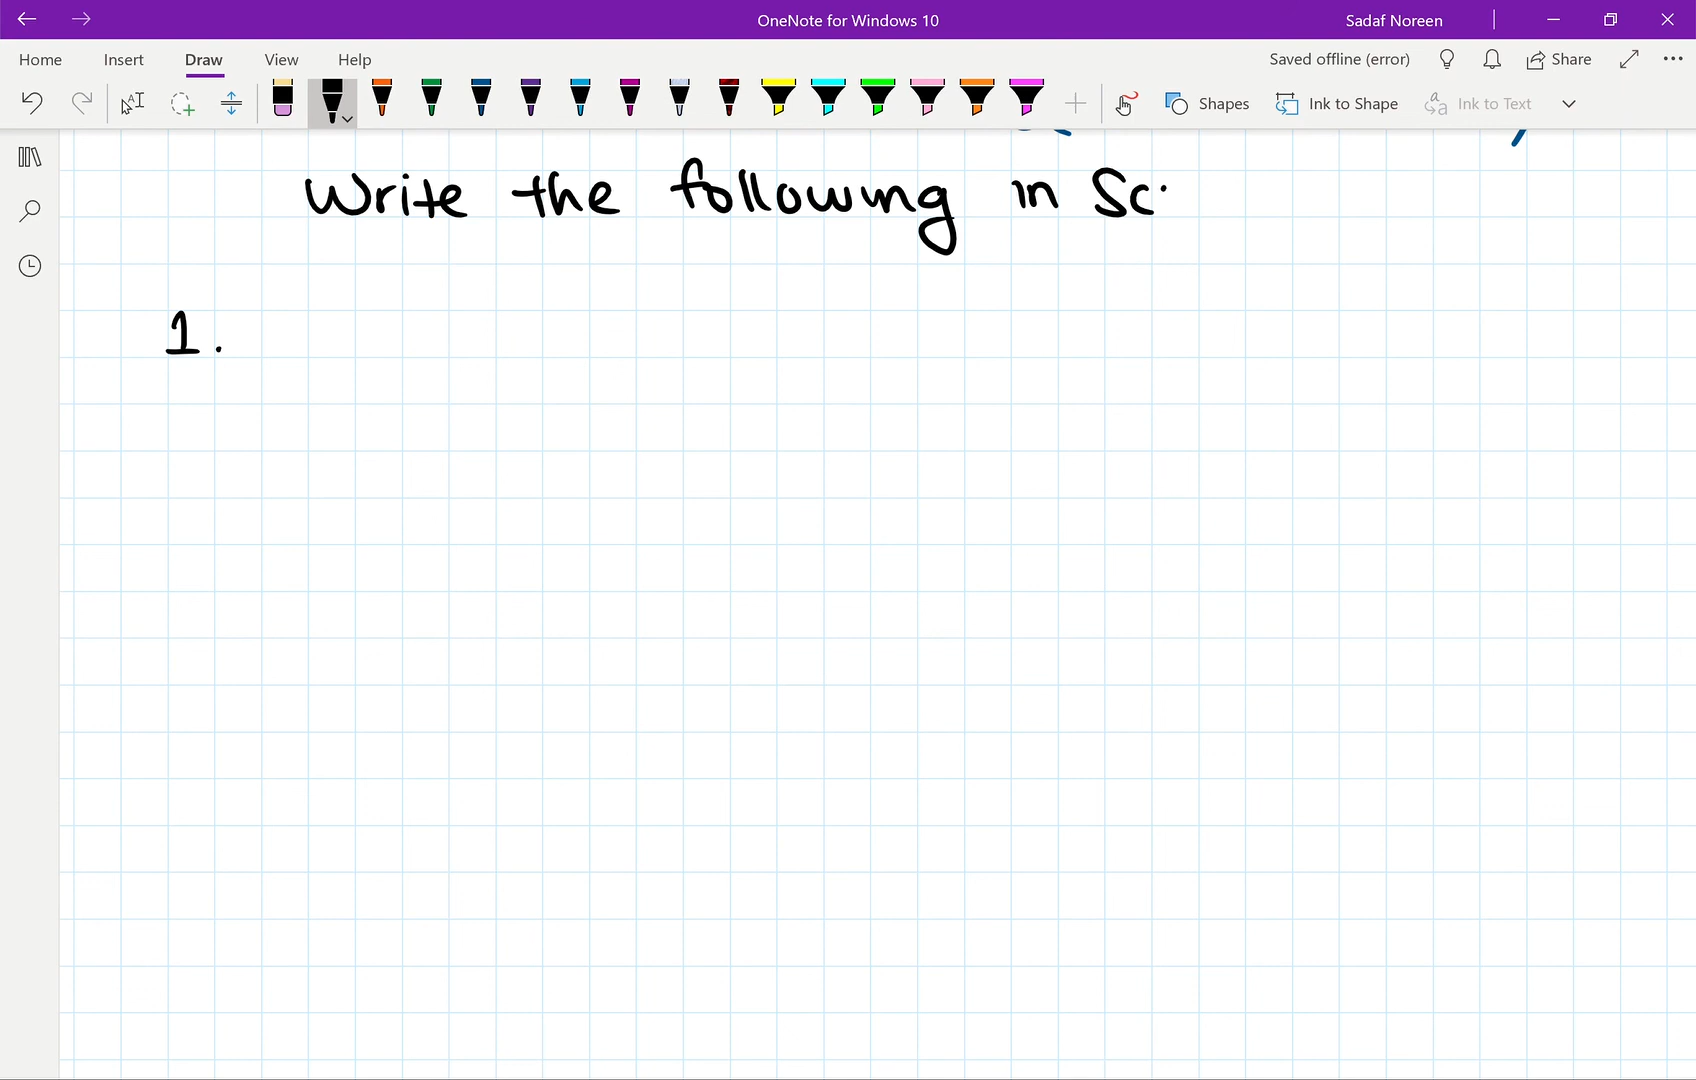 OneNote for Windows 10
Sadaf Noreen
Home Insert Draw View Help
Saved offline (error)
Share
Shapes
Ink to Shape
Ink to Text
Write the following in Sc.
1.